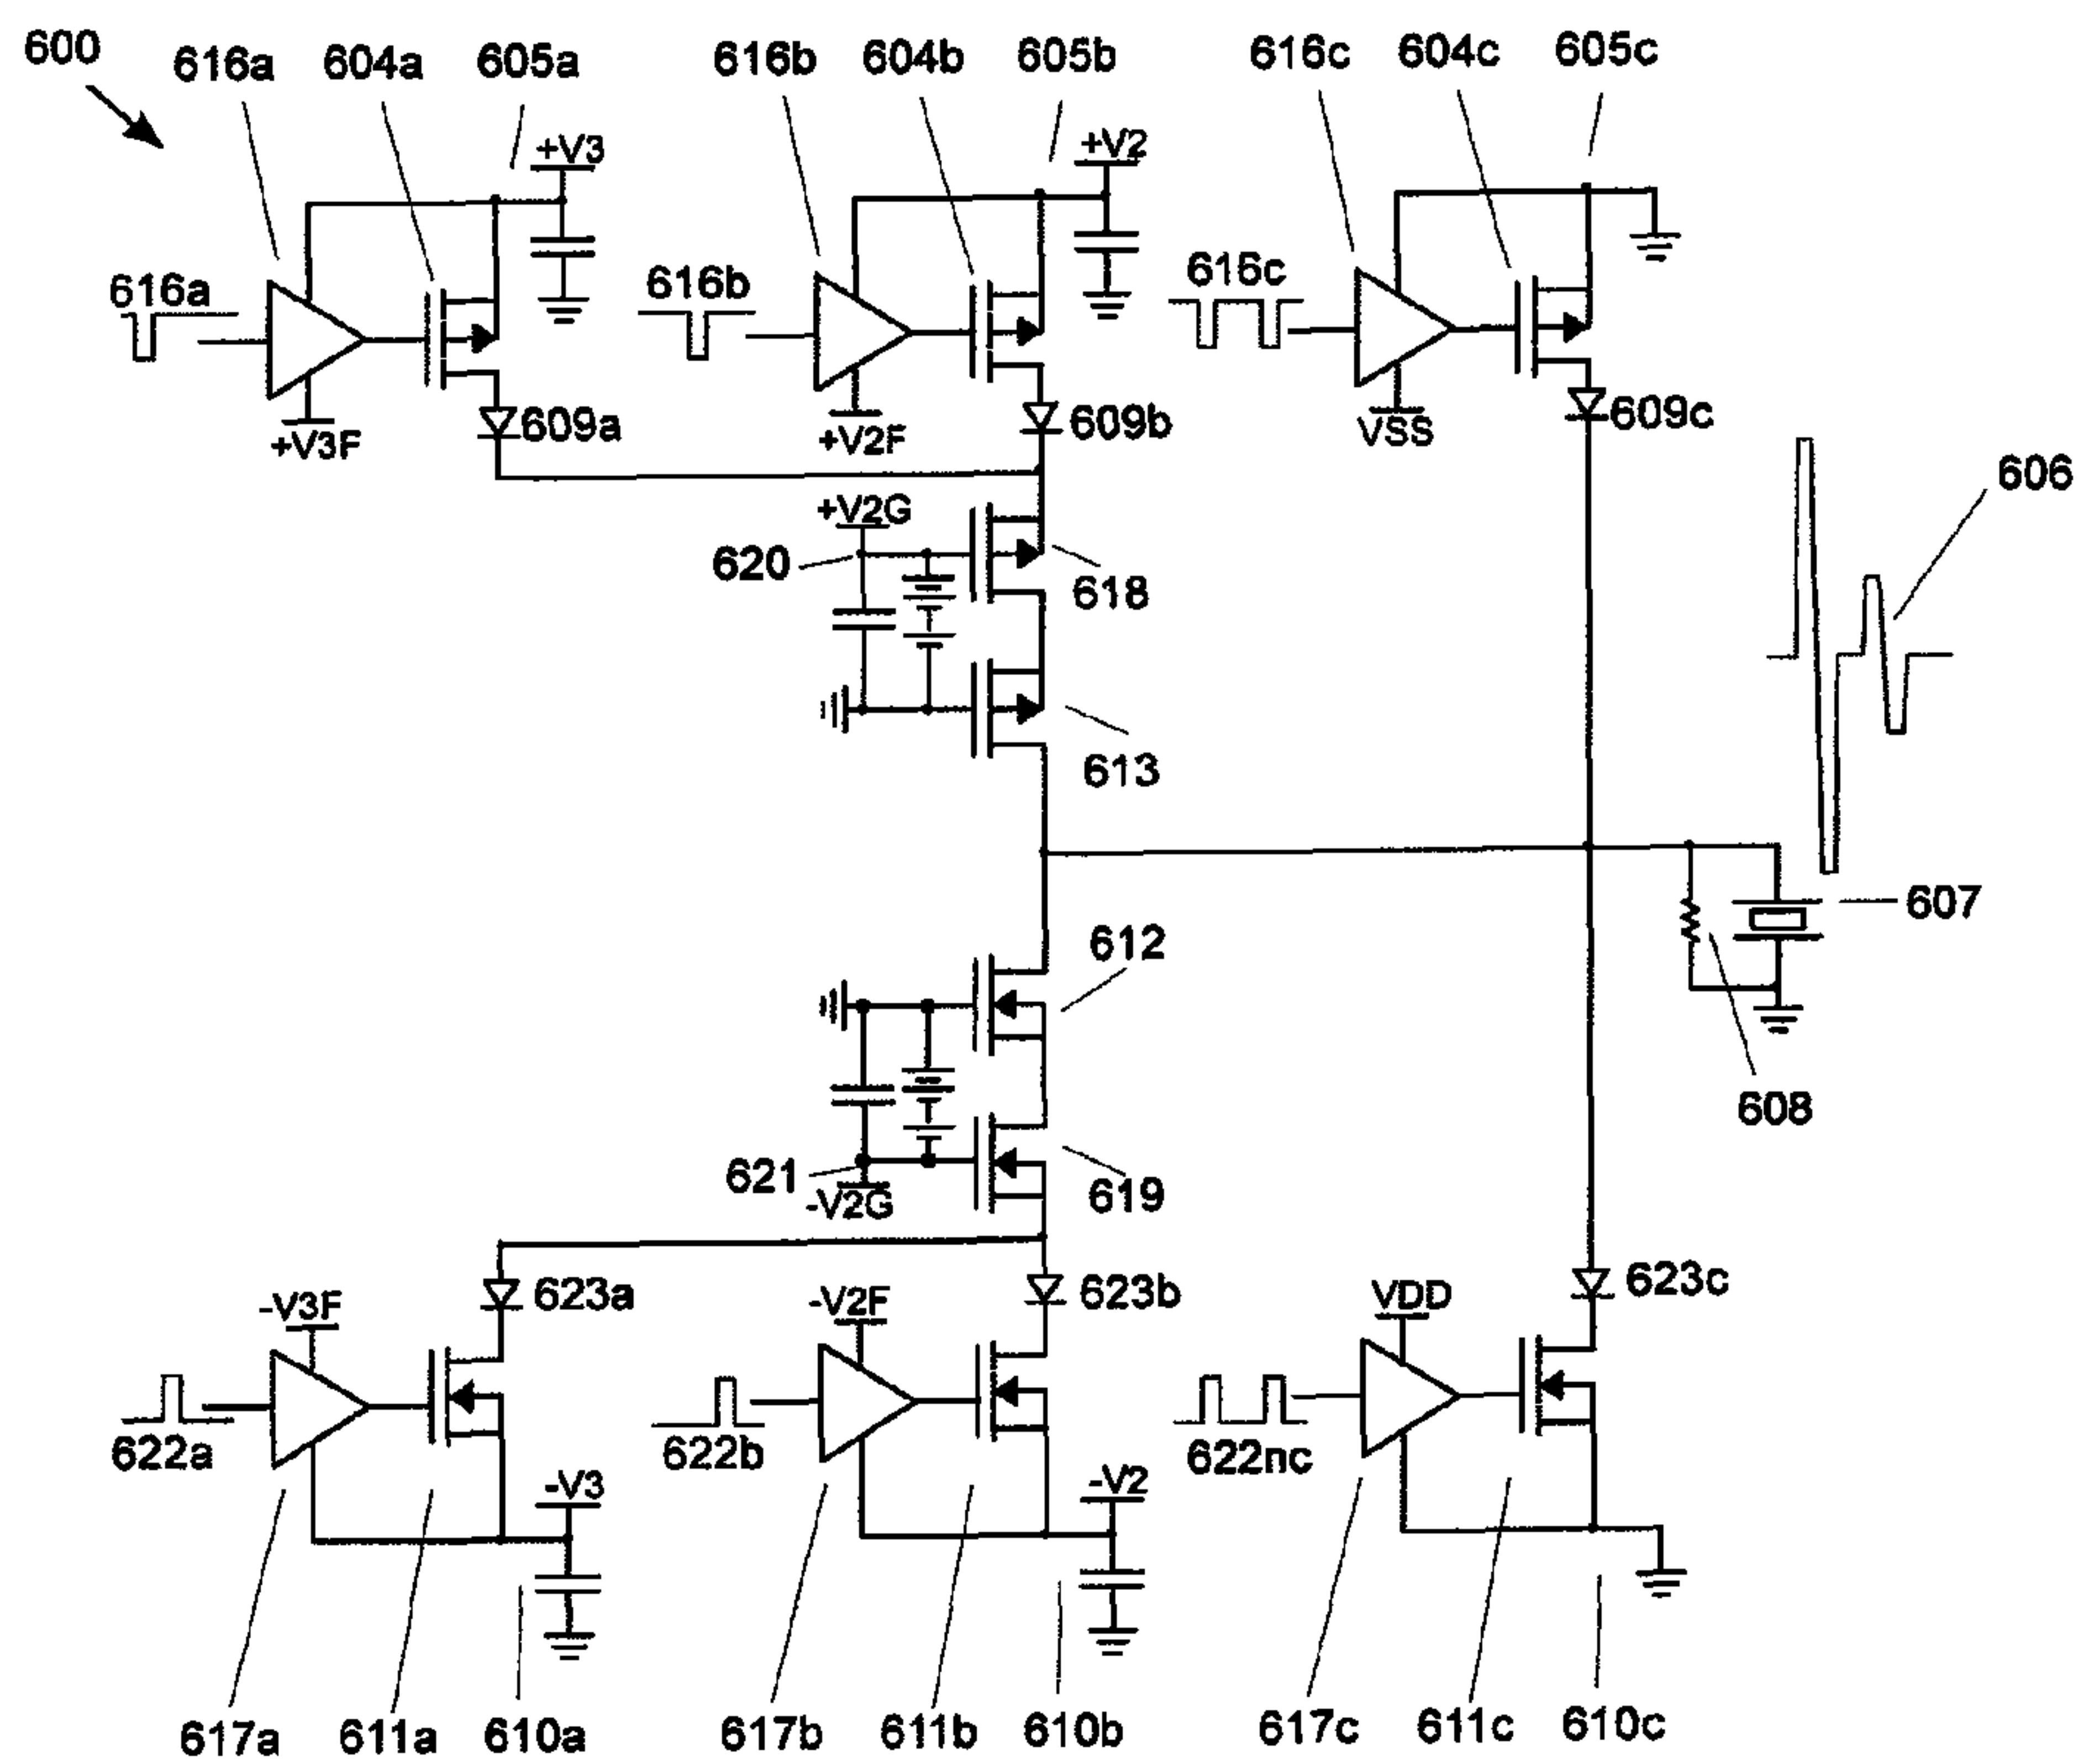 600
616a 604a 605a
616b 604b 605b
616c 604c 605c
+V3
+V2
616a
616b
616c
+V3F
609a
+V2F
609b
VSS
609c
606
+V2G
620
618
613
612
607
608
621
-V2G
619
-V3F
623a
-V2F
623b
VDD
623c
622a
622b
622nc
-V3
-V2
617a 611a 610a
617b 611b 610b
617c 611c 610c